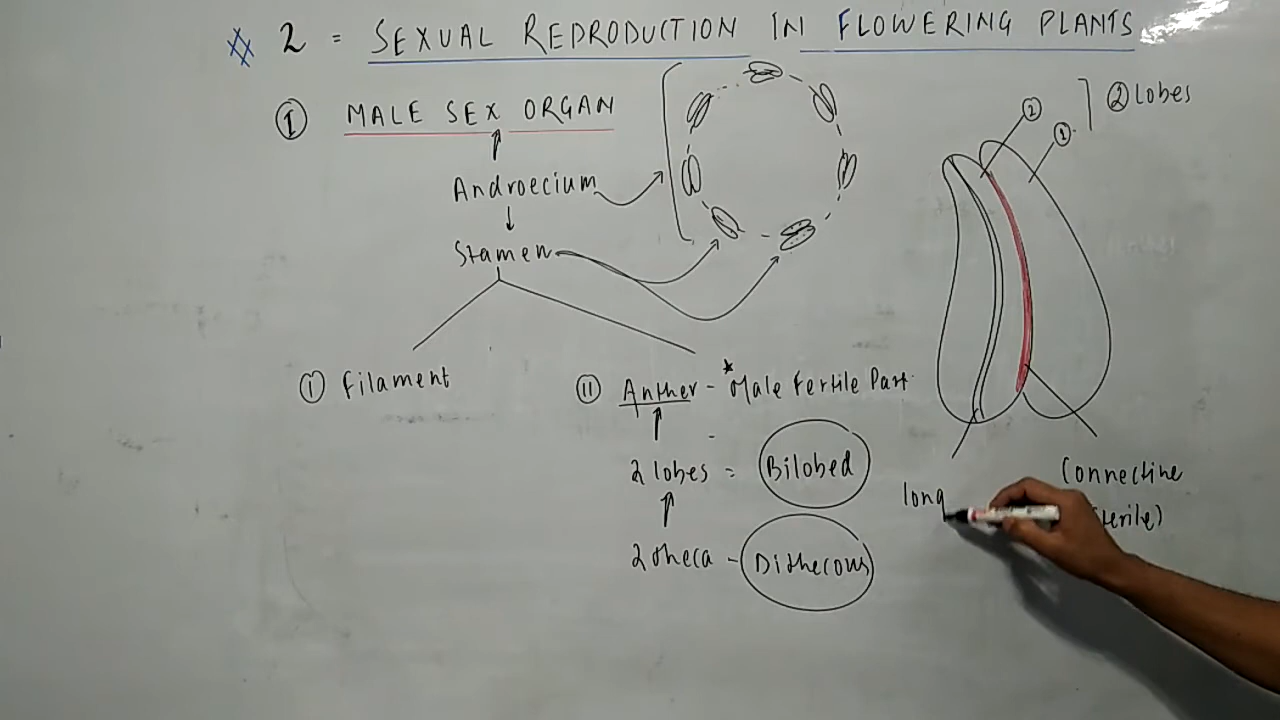 2 = SEXUAL REPRODUCTION IN FLOWERING PLANTS
I MALE SEX ORGAN
Androecium
Stamen
I Filament
II Anther - *Male Fertile Part
2 lobes = Bilobed
2 theca - Dithecous
2
1
2 lobes
Connective
long